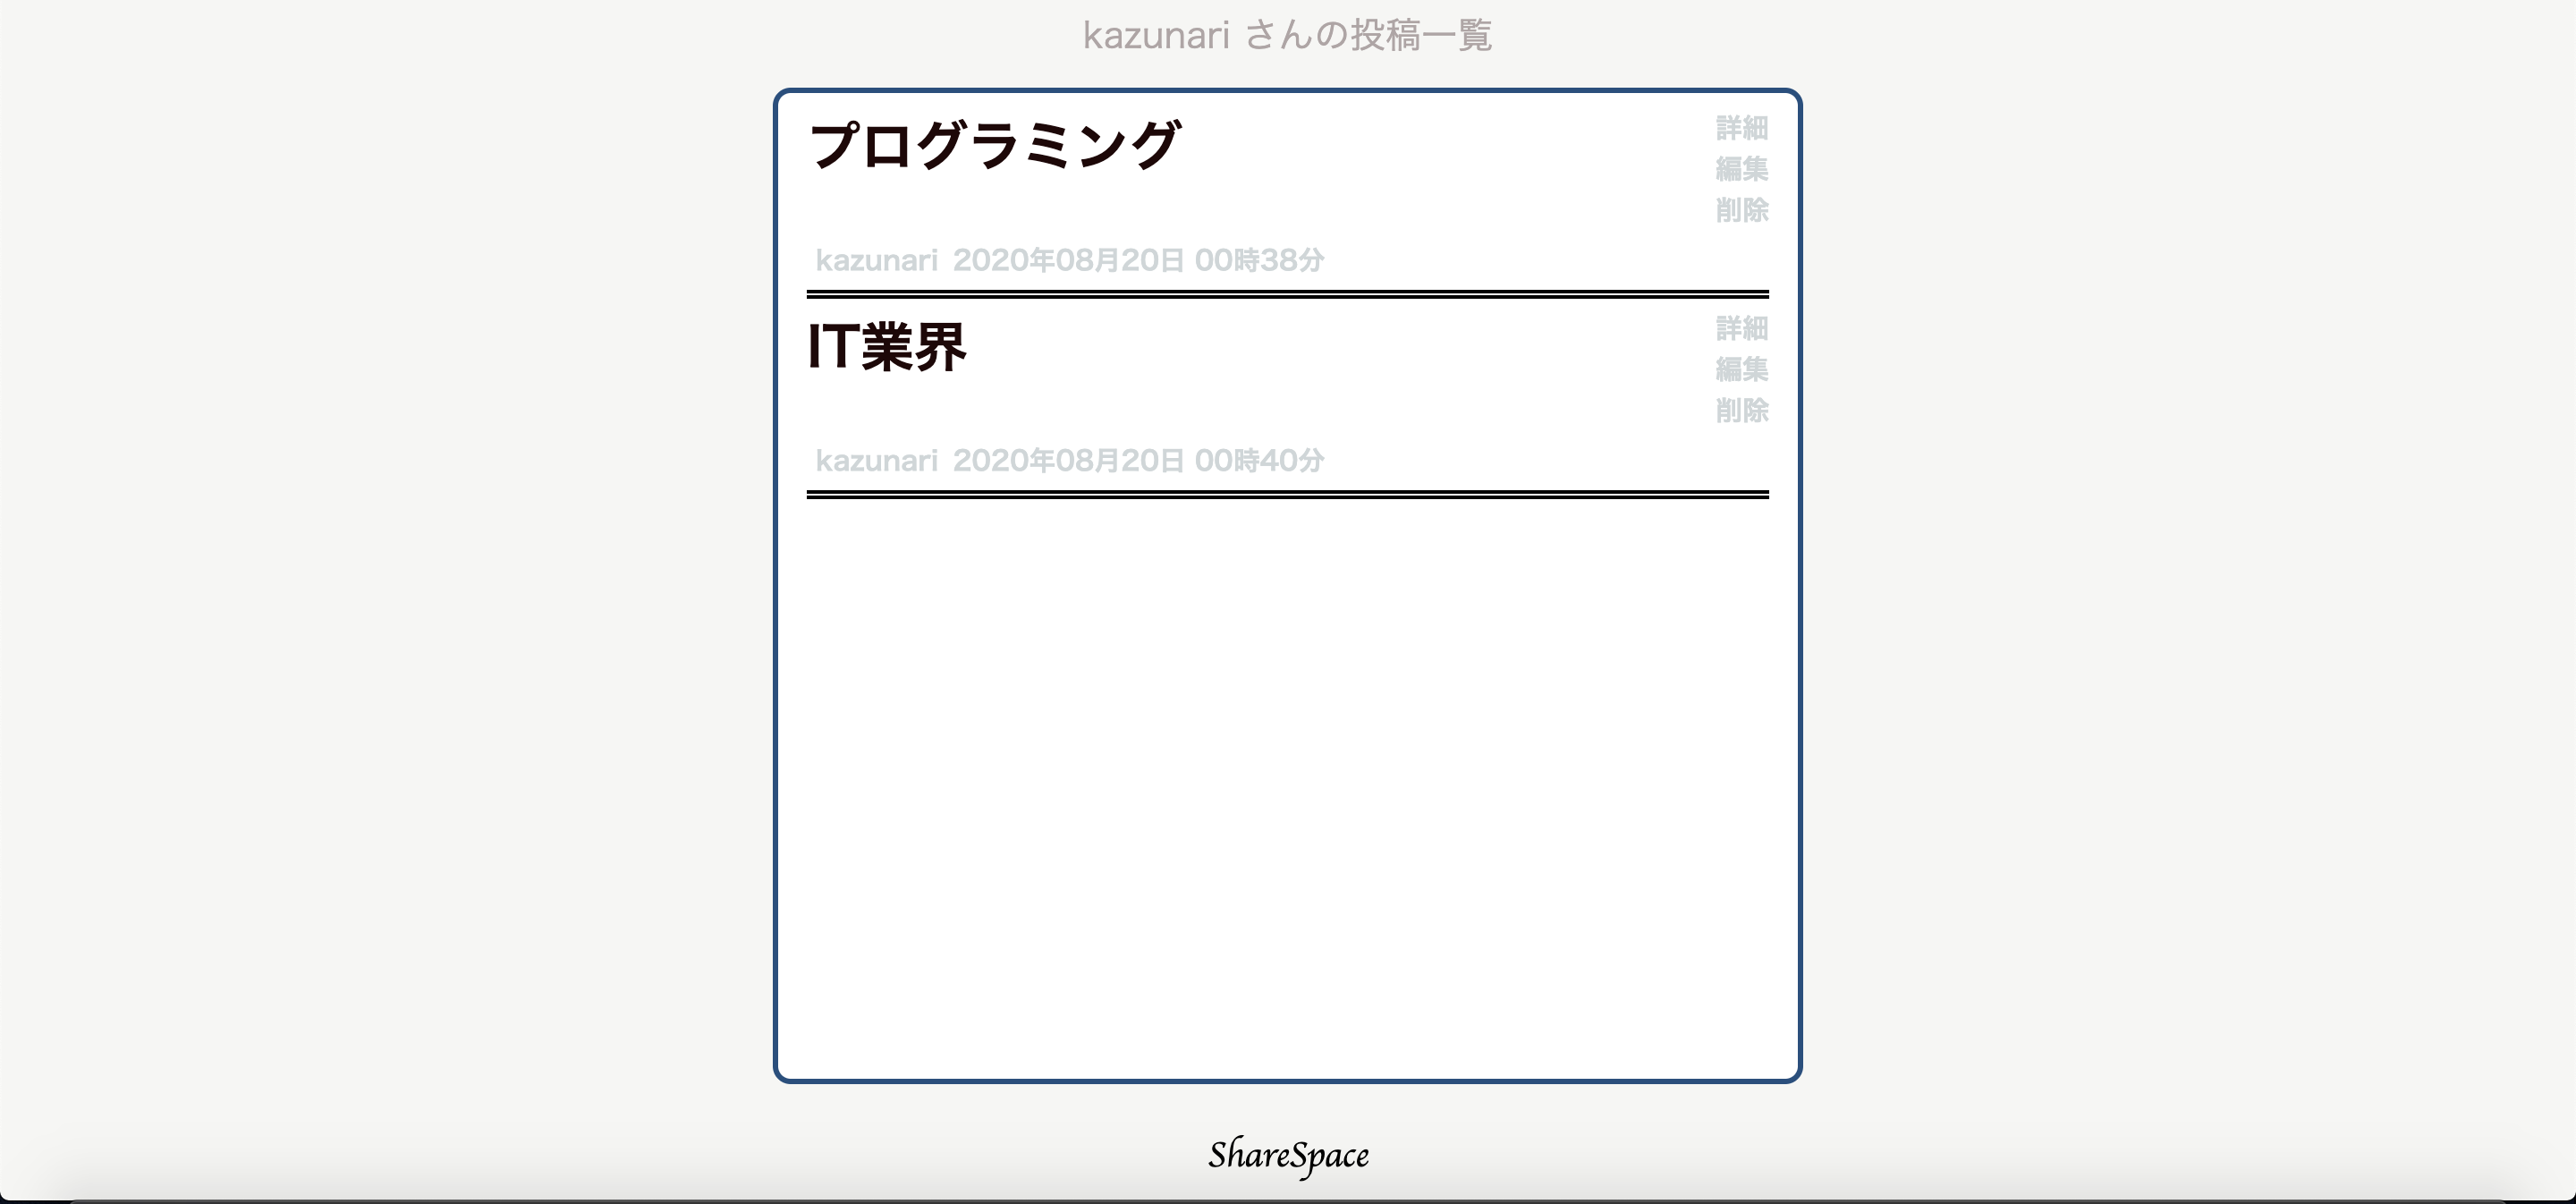 kazunari さんの投稿一覧
プログラミング
詳細
編集
削除
kazunari 2020年08月20日 00時38分
IT業界
詳細
編集
削除
kazunari 2020年08月20日 00時40分
ShareSpace